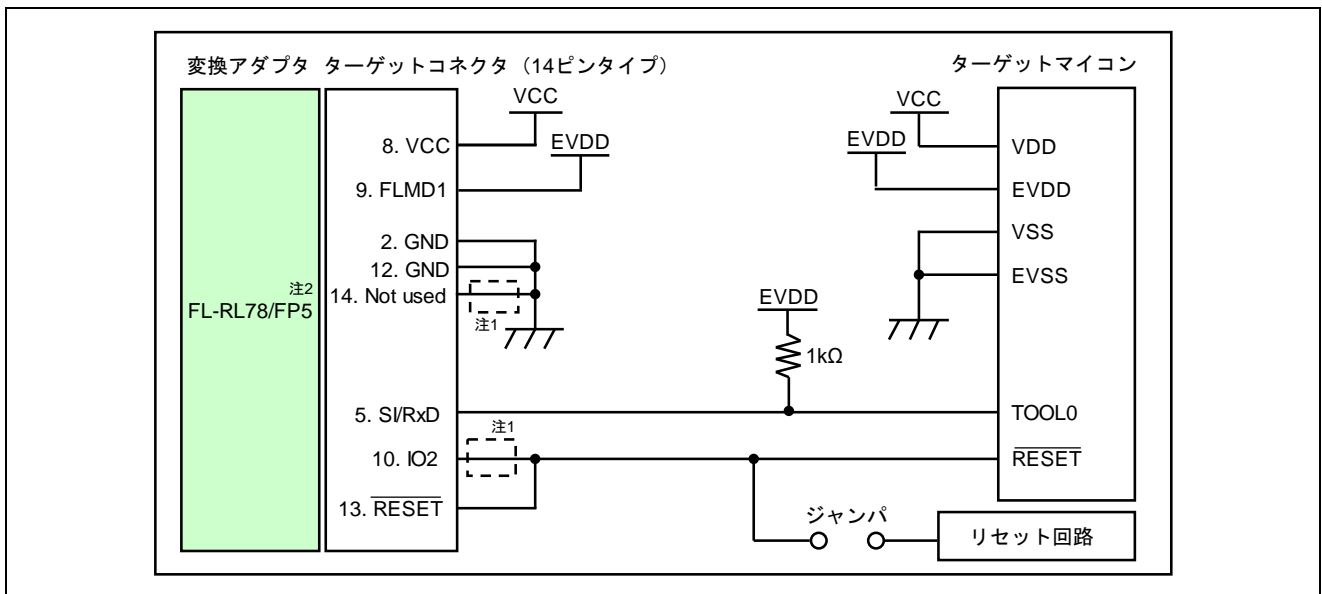 変換アダプタ ターゲットコネクタ（14ピンタイプ）
ターゲットマイコン
VCC
EVDD
8. VCC
9. FLMD1
2. GND
12. GND
14. Not used
注1
注2
FL-RL78/FP5
5. SI/RxD
注1
10. IO2
13. RESET
EVDD
1kΩ
VCC
EVDD
VDD
EVDD
VSS
EVSS
TOOL0
RESET
ジャンパ
リセット回路